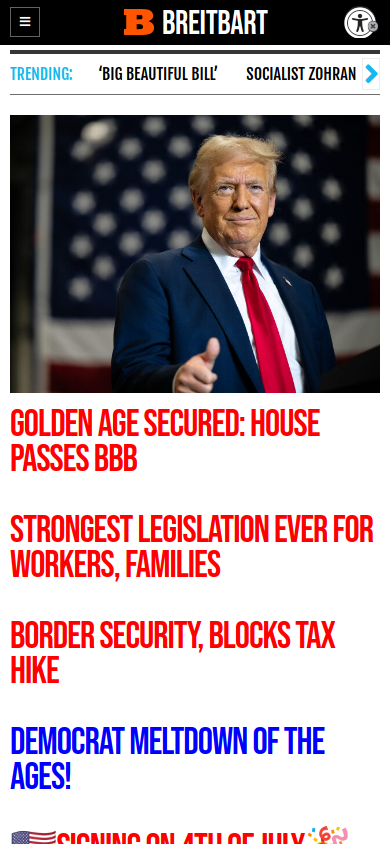 BREITBART
TRENDING: ‘BIG BEAUTIFUL BILL’ SOCIALIST ZOHRAN
GOLDEN AGE SECURED: HOUSE
PASSES BBB
STRONGEST LEGISLATION EVER FOR
WORKERS, FAMILIES
BORDER SECURITY, BLOCKS TAX
HIKE
DEMOCRAT MELTDOWN OF THE
AGES!
🇺🇸SIGNING ON 4TH OF JULY🎊